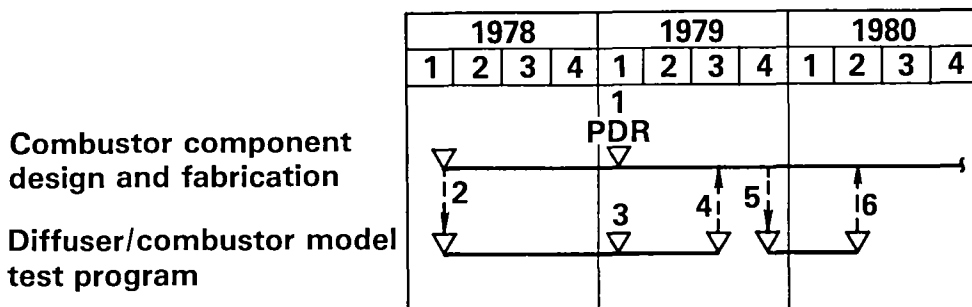 1978 1979 1980
1 2 3 4 1 2 3 4 1 2 3 4
1
PDR
Combustor component
design and fabrication
2 4 5 6
3
Diffuser/combustor model
test program